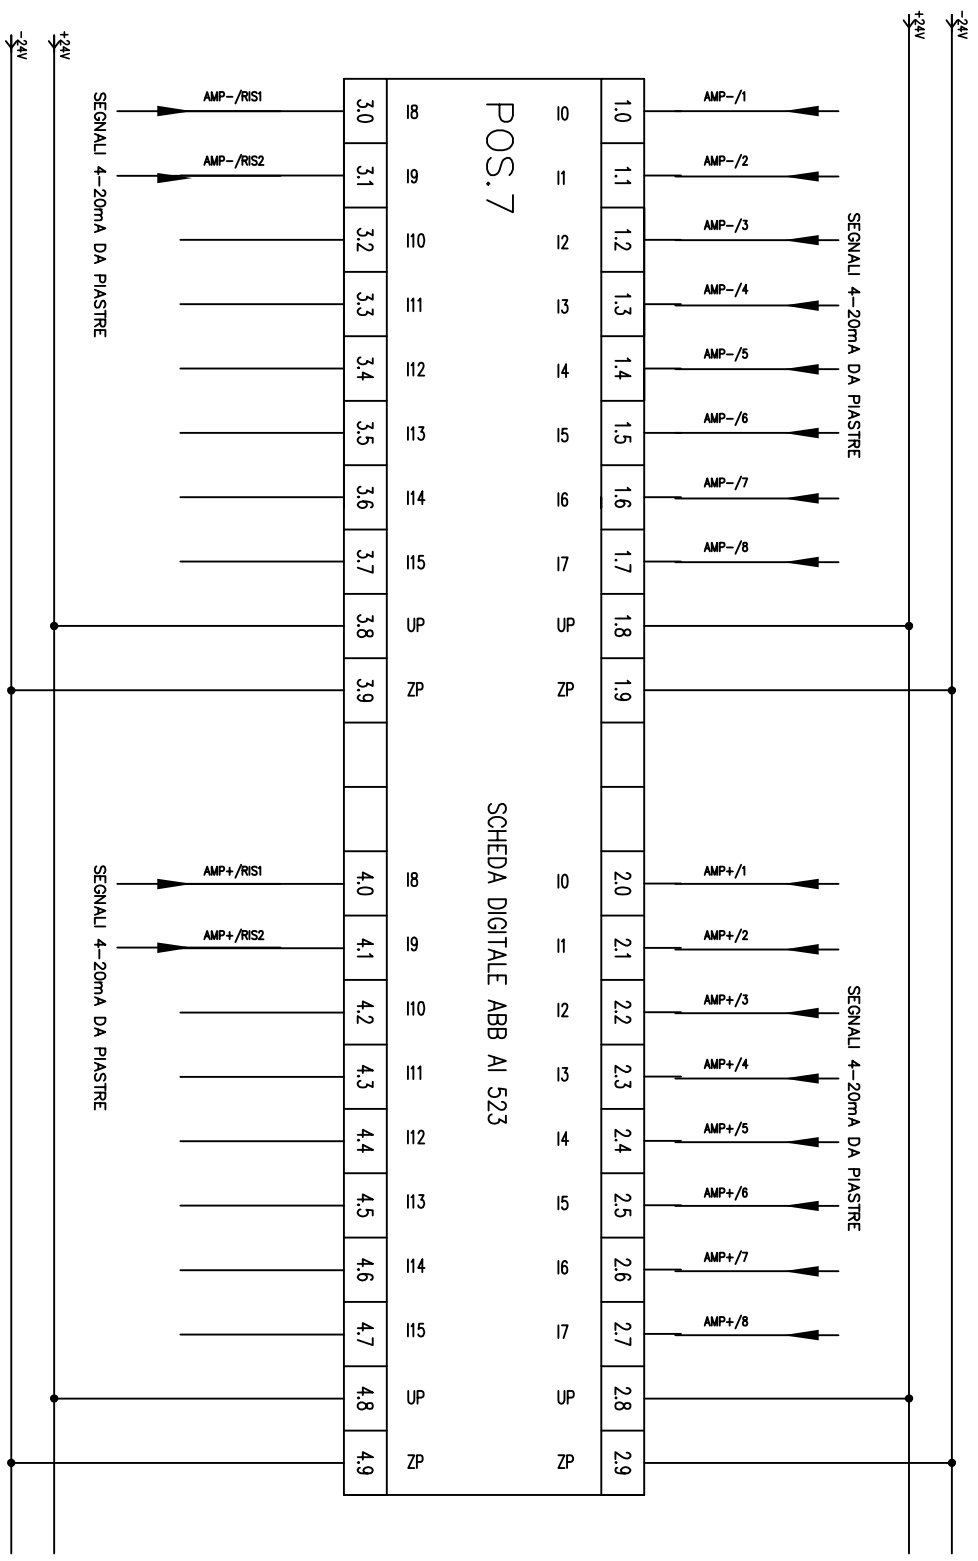 -24V
+24V
SEGNALI 4-20mA DA PIASTRE
SEGNALI 4-20mA DA PIASTRE
AMP-/1
AMP-/2
AMP-/3
AMP-/4
AMP-/5
AMP-/6
AMP-/7
AMP-/8
AMP+/1
AMP+/2
AMP+/3
AMP+/4
AMP+/5
AMP+/6
AMP+/7
AMP+/8
1.0 1.1 1.2 1.3 1.4 1.5 1.6 1.7 1.8 1.9 2.0 2.1 2.2 2.3 2.4 2.5 2.6 2.7 2.8 2.9
I0 I1 I2 I3 I4 I5 I6 I7 UP ZP I0 I1 I2 I3 I4 I5 I6 I7 UP ZP
POS.7
SCHEDA DIGITALE ABB AI 523
I8 I9 I10 I11 I12 I13 I14 I15 UP ZP I8 I9 I10 I11 I12 I13 I14 I15 UP ZP
3.0 3.1 3.2 3.3 3.4 3.5 3.6 3.7 3.8 3.9 4.0 4.1 4.2 4.3 4.4 4.5 4.6 4.7 4.8 4.9
AMP-/RIS1
AMP-/RIS2
AMP+/RIS1
AMP+/RIS2
SEGNALI 4-20mA DA PIASTRE
SEGNALI 4-20mA DA PIASTRE
+24V
-24V